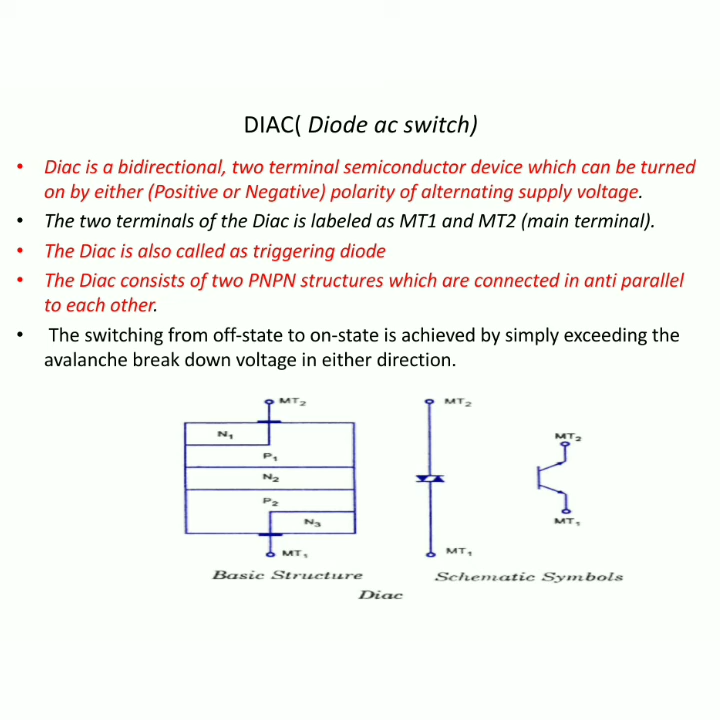 DIAC( Diode ac switch)
• Diac is a bidirectional, two terminal semiconductor device which can be turned
on by either (Positive or Negative) polarity of alternating supply voltage.
• The two terminals of the Diac is labeled as MT1 and MT2 (main terminal).
• The Diac is also called as triggering diode
• The Diac consists of two PNPN structures which are connected in anti parallel
to each other.
• The switching from off-state to on-state is achieved by simply exceeding the
avalanche break down voltage in either direction.
MT₂
N₁
P₁
N₂
P₂
N₃
MT₁
Basic Structure
MT₂
MT₁
MT₂
MT₁
Schematic Symbols
Diac